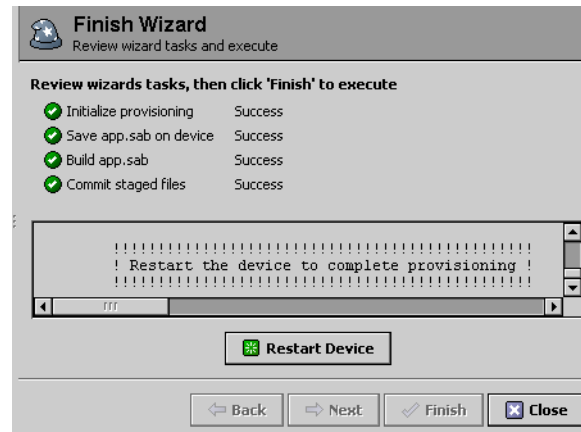 Finish Wizard
Review wizard tasks and execute
Review wizards tasks, then click 'Finish' to execute
Initialize provisioning Success
Save app.sab on device Success
Build app.sab Success
Commit staged files Success
!!!!!!!!!!!!!!!!!!!!!!!!!!!!!!!!!!!!!!!!!!!!!!!
! Restart the device to complete provisioning !
!!!!!!!!!!!!!!!!!!!!!!!!!!!!!!!!!!!!!!!!!!!!!!!
Restart Device
Back Next Finish Close